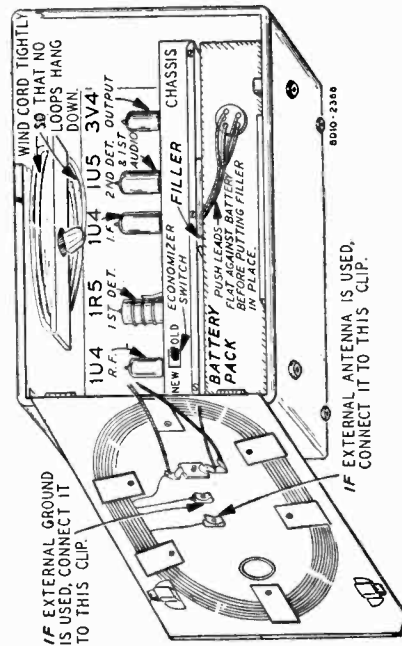 WIND CORD TIGHTLY
SO THAT NO
LOOPS HANG
DOWN.
1U4
R.F.
1R5
1ST DET.
1U4
I.F.
1U5
2ND DET.
& 1ST
AUDIO
3V4
OUTPUT
NEW
OLD
ECONOMIZER
SWITCH
CHASSIS
FILLER
BATTERY
PACK
PUSH LEADS
FLAT AGAINST BATTERY
BEFORE PUTTING FILLER
IN PLACE.
8D10-2388
IF EXTERNAL GROUND
IS USED, CONNECT IT
TO THIS CLIP.
IF EXTERNAL ANTENNA IS USED,
CONNECT IT TO THIS CLIP.